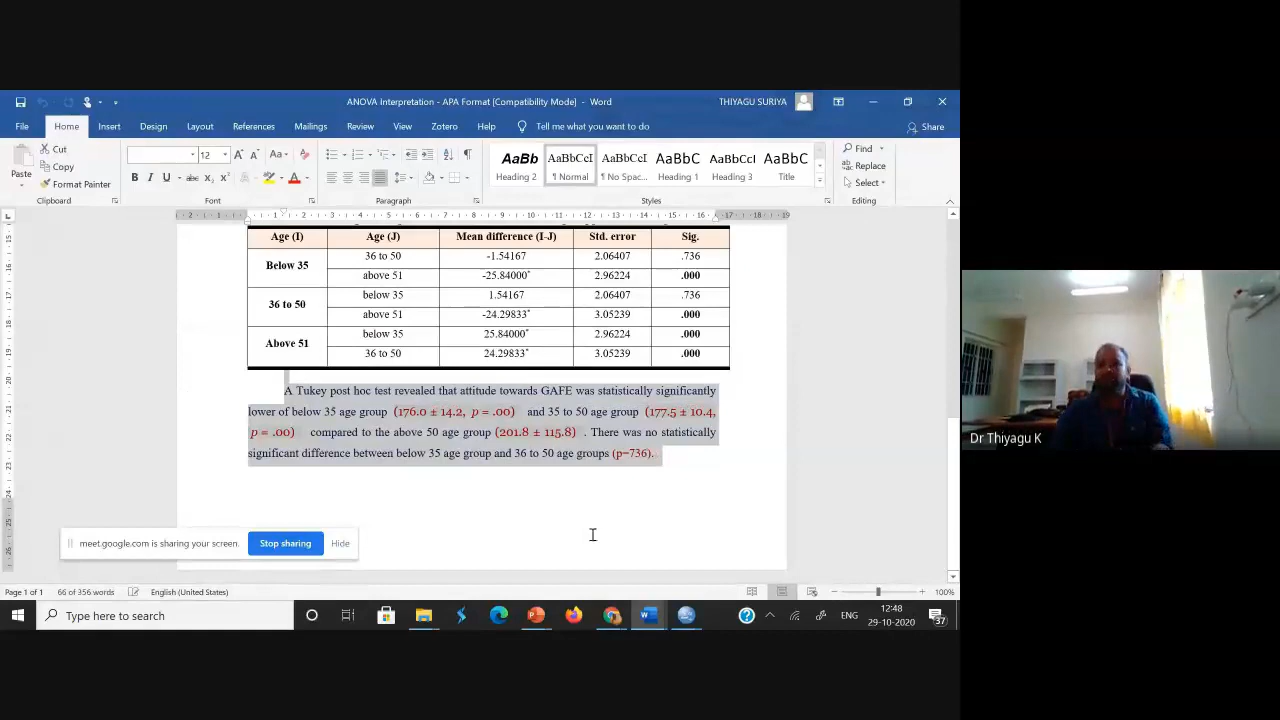 ANOVA Interpretation - APA Format [Compatibility Mode] - Word
THIYAGU SURIYA
File Home Insert Design Layout References Mailings Review View Zotero Help Tell me what you want to do Share
Paste
Cut
Copy
Format Painter
Clipboard
12
Font
Paragraph
AaBb
Heading 2
AaBbCcI
¶ Normal
AaBbCcI
¶ No Spac...
AaBbC
Heading 1
AaBbCcI
Heading 3
AaBbC
Title
Styles
Find
Replace
Select
Editing
Age (I) Age (J) Mean difference (I-J) Std. error Sig.
Below 35 36 to 50 -1.54167 2.06407 .736
above 51 -25.84000* 2.96224 .000
36 to 50 below 35 1.54167 2.06407 .736
above 51 -24.29833* 3.05239 .000
Above 51 below 35 25.84000* 2.96224 .000
36 to 50 24.29833* 3.05239 .000
A Tukey post hoc test revealed that attitude towards GAFE was statistically significantly
lower of below 35 age group (176.0 ± 14.2, p = .00) and 35 to 50 age group (177.5 ± 10.4,
p = .00) compared to the above 50 age group (201.8 ± 115.8) . There was no statistically
significant difference between below 35 age group and 36 to 50 age groups (p=736).
meet.google.com is sharing your screen. Stop sharing Hide
Page 1 of 1 66 of 356 words English (United States) 100%
Type here to search
ENG
12:48
29-10-2020
37
Dr Thiyagu K